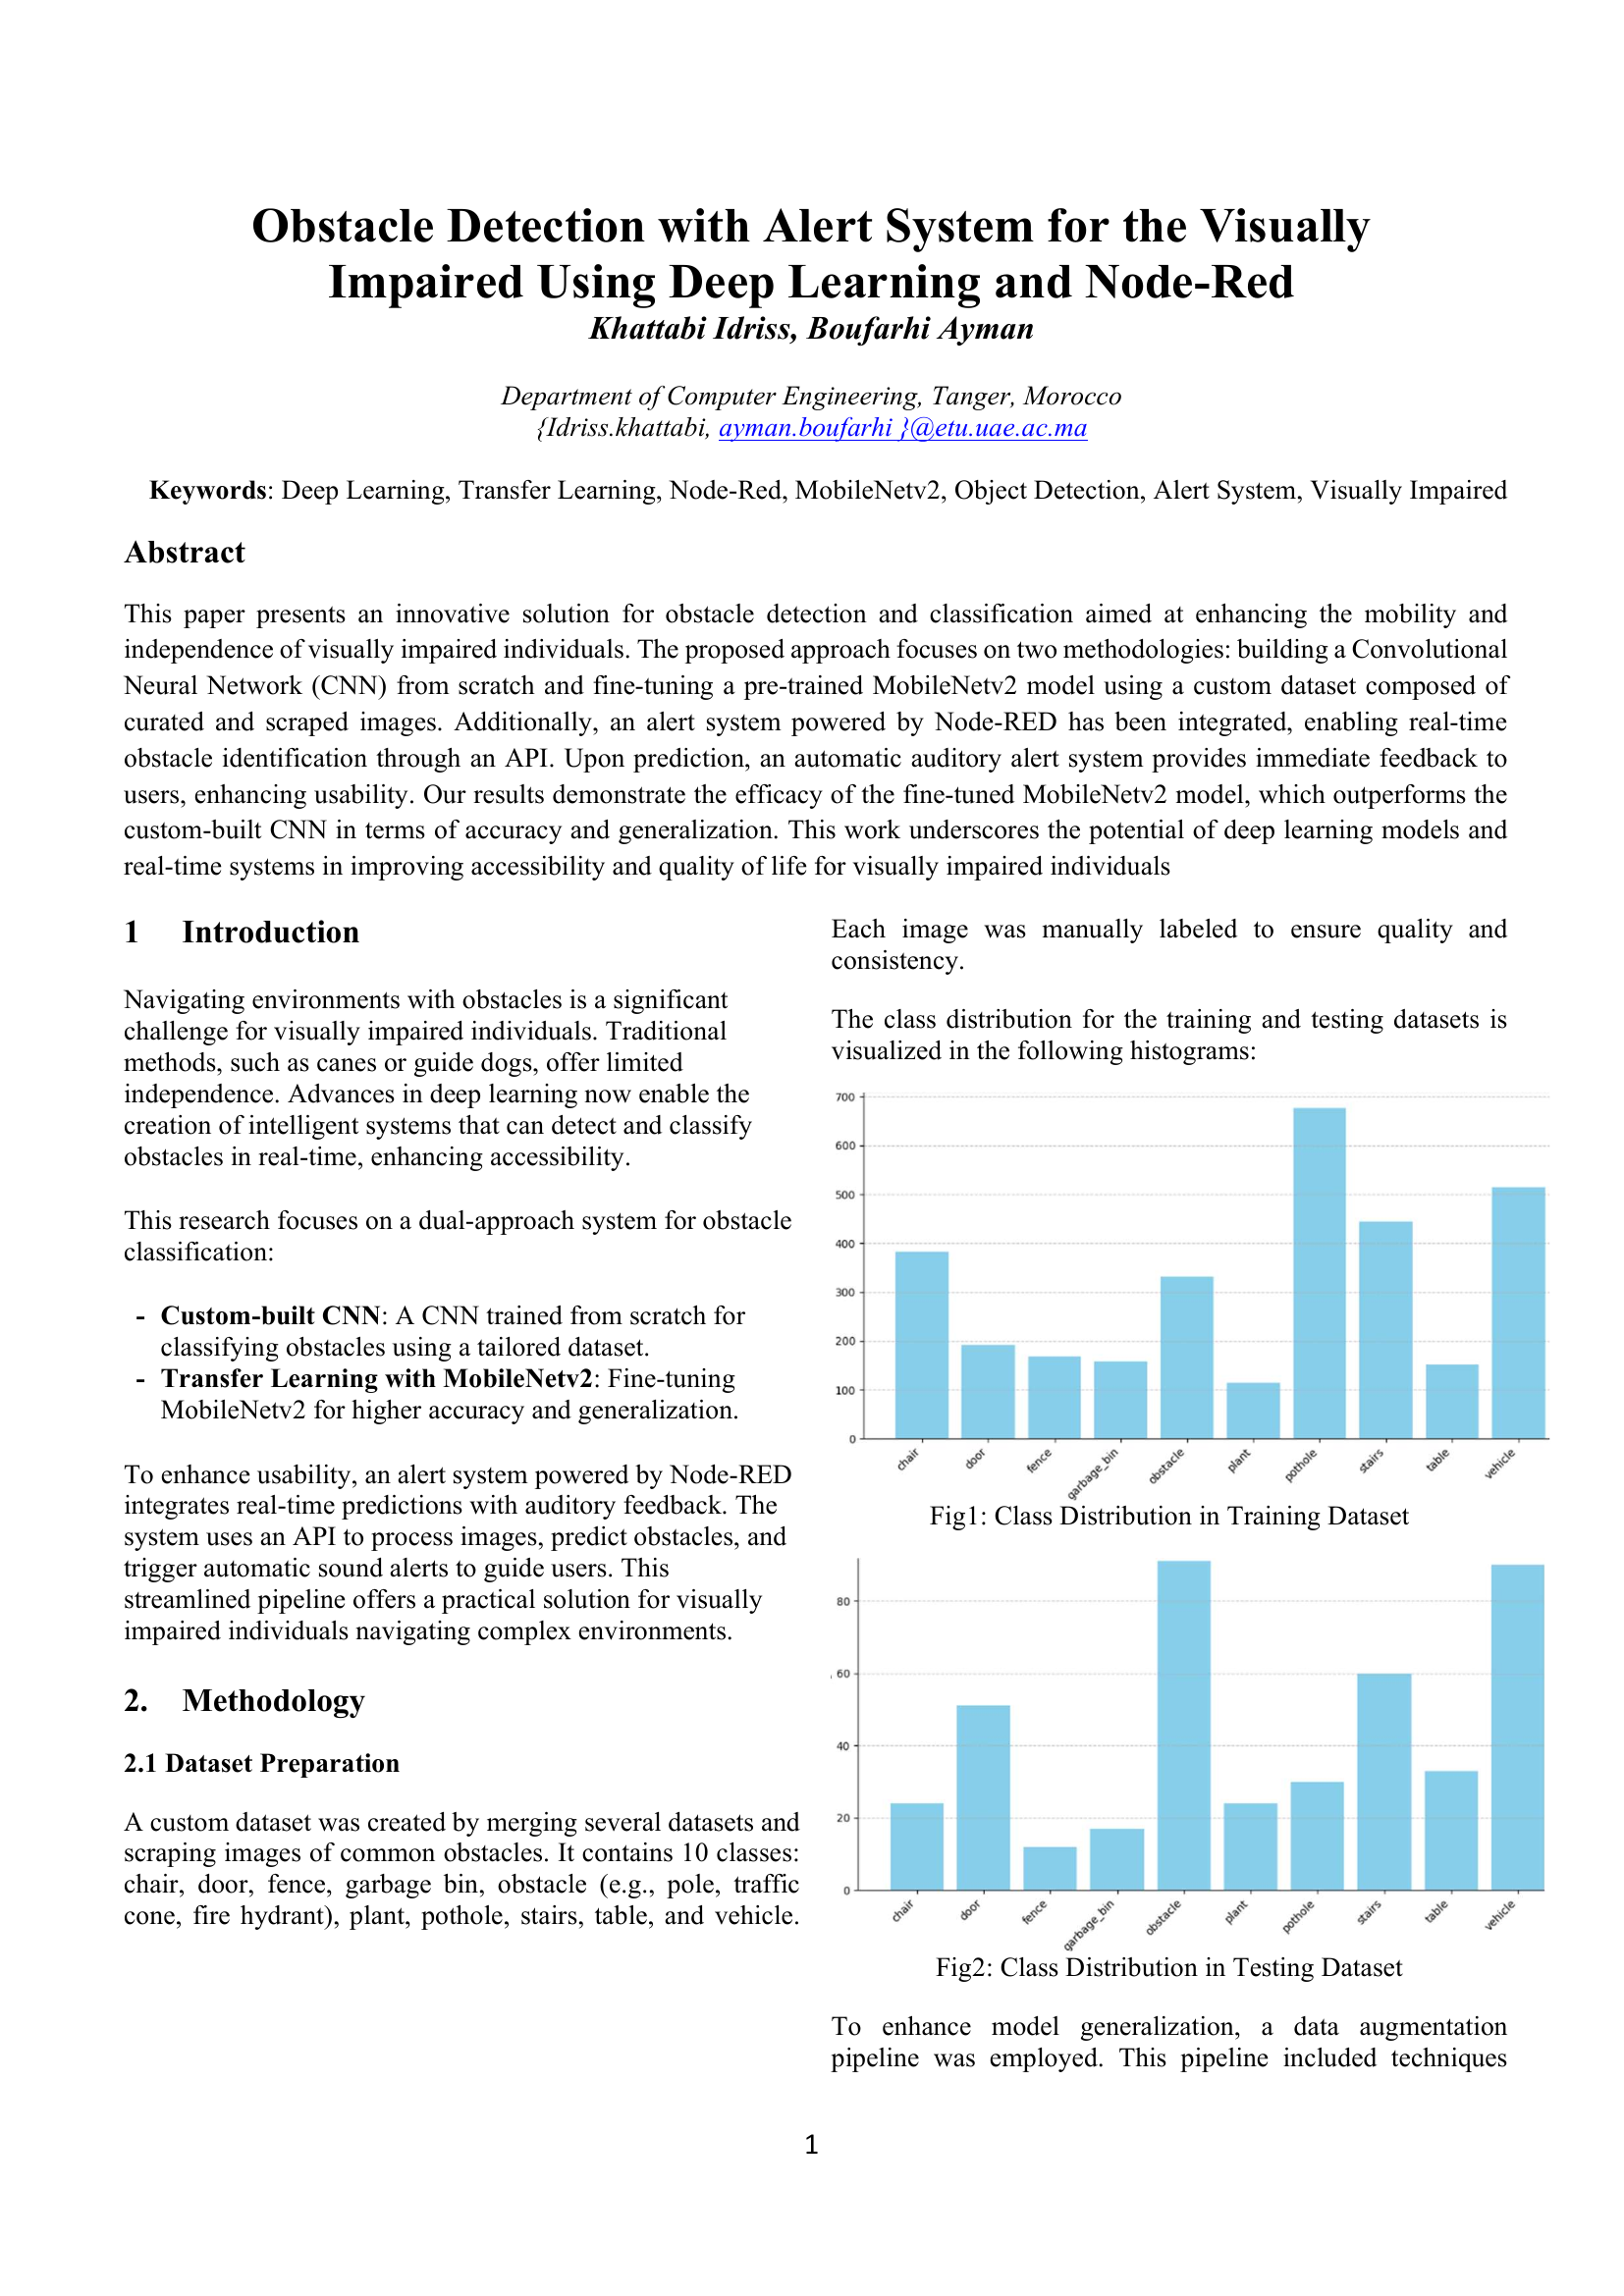 Obstacle Detection with Alert System for the Visually
Impaired Using Deep Learning and Node-Red
Khattabi Idriss, Boufarhi Ayman
Department of Computer Engineering, Tanger, Morocco
{Idriss.khattabi, ayman.boufarhi }@etu.uae.ac.ma
Keywords: Deep Learning, Transfer Learning, Node-Red, MobileNetv2, Object Detection, Alert System, Visually Impaired
Abstract
This paper presents an innovative solution for obstacle detection and classification aimed at enhancing the mobility and
independence of visually impaired individuals. The proposed approach focuses on two methodologies: building a Convolutional
Neural Network (CNN) from scratch and fine-tuning a pre-trained MobileNetv2 model using a custom dataset composed of
curated and scraped images. Additionally, an alert system powered by Node-RED has been integrated, enabling real-time
obstacle identification through an API. Upon prediction, an automatic auditory alert system provides immediate feedback to
users, enhancing usability. Our results demonstrate the efficacy of the fine-tuned MobileNetv2 model, which outperforms the
custom-built CNN in terms of accuracy and generalization. This work underscores the potential of deep learning models and
real-time systems in improving accessibility and quality of life for visually impaired individuals
1 Introduction
Navigating environments with obstacles is a significant
challenge for visually impaired individuals. Traditional
methods, such as canes or guide dogs, offer limited
independence. Advances in deep learning now enable the
creation of intelligent systems that can detect and classify
obstacles in real-time, enhancing accessibility.
This research focuses on a dual-approach system for obstacle
classification:
- Custom-built CNN: A CNN trained from scratch for
classifying obstacles using a tailored dataset.
- Transfer Learning with MobileNetv2: Fine-tuning
MobileNetv2 for higher accuracy and generalization.
To enhance usability, an alert system powered by Node-RED
integrates real-time predictions with auditory feedback. The
system uses an API to process images, predict obstacles, and
trigger automatic sound alerts to guide users. This
streamlined pipeline offers a practical solution for visually
impaired individuals navigating complex environments.
2. Methodology
2.1 Dataset Preparation
A custom dataset was created by merging several datasets and
scraping images of common obstacles. It contains 10 classes:
chair, door, fence, garbage bin, obstacle (e.g., pole, traffic
cone, fire hydrant), plant, pothole, stairs, table, and vehicle.
Each image was manually labeled to ensure quality and
consistency.
The class distribution for the training and testing datasets is
visualized in the following histograms:
700
600
500
400
300
200
100
0
chair door fence garbage_bin obstacle plant pothole stairs table vehicle
Fig1: Class Distribution in Training Dataset
80
60
40
20
0
chair door fence garbage_bin obstacle plant pothole stairs table vehicle
Fig2: Class Distribution in Testing Dataset
To enhance model generalization, a data augmentation
pipeline was employed. This pipeline included techniques
1